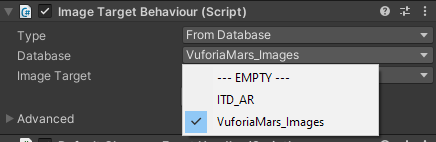 Image Target Behaviour (Script)
Type From Database
Database VuforiaMars_Images
Image Target
--- EMPTY ---
ITD_AR
VuforiaMars_Images
Advanced